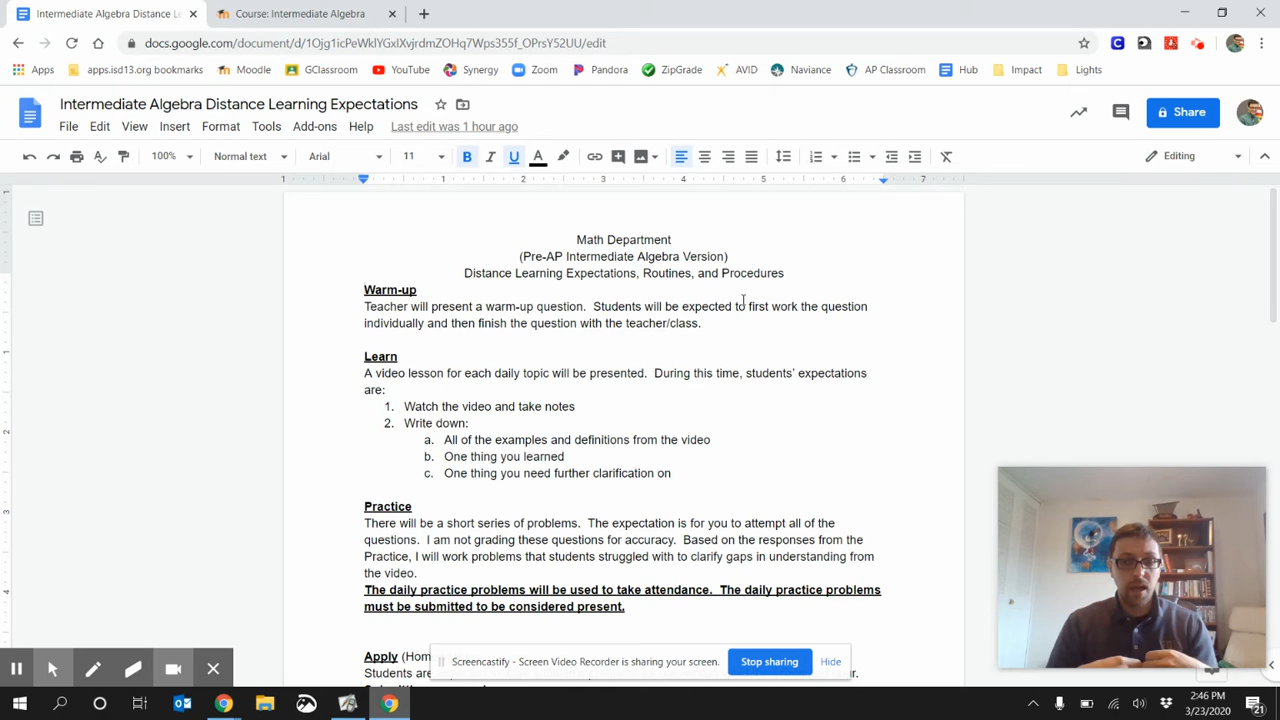 Intermediate Algebra Distance Le
Course: Intermediate Algebra
docs.google.com/document/d/1Ojg1icPeWklYGxIXvjrdmZOHq7Wps355f_OPrsY52UU/edit
Apps
apps.isd13.org bookmarks
Moodle
GClassroom
YouTube
Synergy
Zoom
Pandora
ZipGrade
AVID
Naviance
AP Classroom
Hub
Impact
Lights
Intermediate Algebra Distance Learning Expectations
File Edit View Insert Format Tools Add-ons Help Last edit was 1 hour ago
Share
100% Normal text Arial 11 B I U A Editing
1 1 2 3 4 5 6 7
Math Department
(Pre-AP Intermediate Algebra Version)
Distance Learning Expectations, Routines, and Procedures
Warm-up
Teacher will present a warm-up question. Students will be expected to first work the question
individually and then finish the question with the teacher/class.
Learn
A video lesson for each daily topic will be presented. During this time, students' expectations
are:
1. Watch the video and take notes
2. Write down:
a. All of the examples and definitions from the video
b. One thing you learned
c. One thing you need further clarification on
Practice
There will be a short series of problems. The expectation is for you to attempt all of the
questions. I am not grading these questions for accuracy. Based on the responses from the
Practice, I will work problems that students struggled with to clarify gaps in understanding from
the video.
The daily practice problems will be used to take attendance. The daily practice problems
must be submitted to be considered present.
Apply (Hom
Students are
Screencastify - Screen Video Recorder is sharing your screen. Stop sharing Hide
2:46 PM
3/23/2020
21